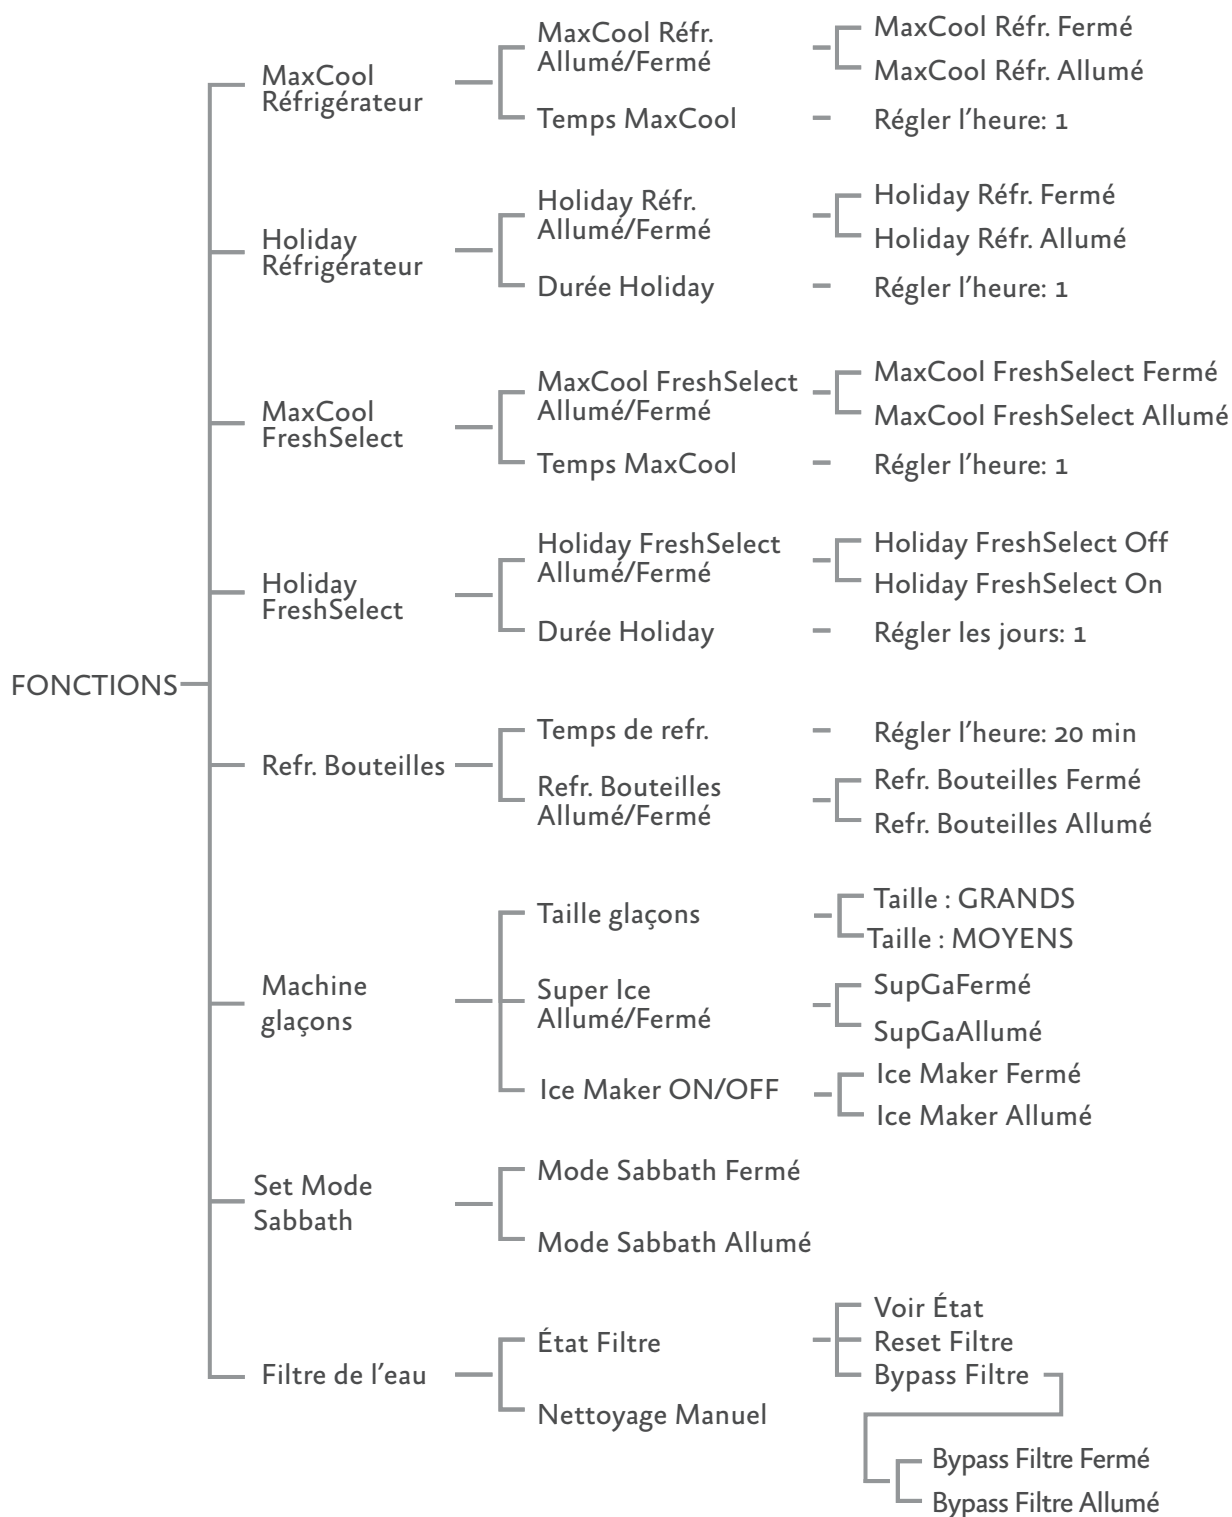 FONCTIONS
MaxCool
Réfrigérateur
MaxCool Réfr.
Allumé/Fermé
MaxCool Réfr. Fermé
MaxCool Réfr. Allumé
Temps MaxCool
Régler l'heure: 1
Holiday
Réfrigérateur
Holiday Réfr.
Allumé/Fermé
Holiday Réfr. Fermé
Holiday Réfr. Allumé
Durée Holiday
Régler l'heure: 1
MaxCool
FreshSelect
MaxCool FreshSelect
Allumé/Fermé
MaxCool FreshSelect Fermé
MaxCool FreshSelect Allumé
Temps MaxCool
Régler l'heure: 1
Holiday
FreshSelect
Holiday FreshSelect
Allumé/Fermé
Holiday FreshSelect Off
Holiday FreshSelect On
Durée Holiday
Régler les jours: 1
Refr. Bouteilles
Temps de refr.
Régler l'heure: 20 min
Refr. Bouteilles
Allumé/Fermé
Refr. Bouteilles Fermé
Refr. Bouteilles Allumé
Machine
glaçons
Taille glaçons
Taille : GRANDS
Taille : MOYENS
Super Ice
Allumé/Fermé
SupGaFermé
SupGaAllumé
Ice Maker ON/OFF
Ice Maker Fermé
Ice Maker Allumé
Set Mode
Sabbath
Mode Sabbath Fermé
Mode Sabbath Allumé
Filtre de l'eau
État Filtre
Voir État
Reset Filtre
Bypass Filtre
Bypass Filtre Fermé
Bypass Filtre Allumé
Nettoyage Manuel